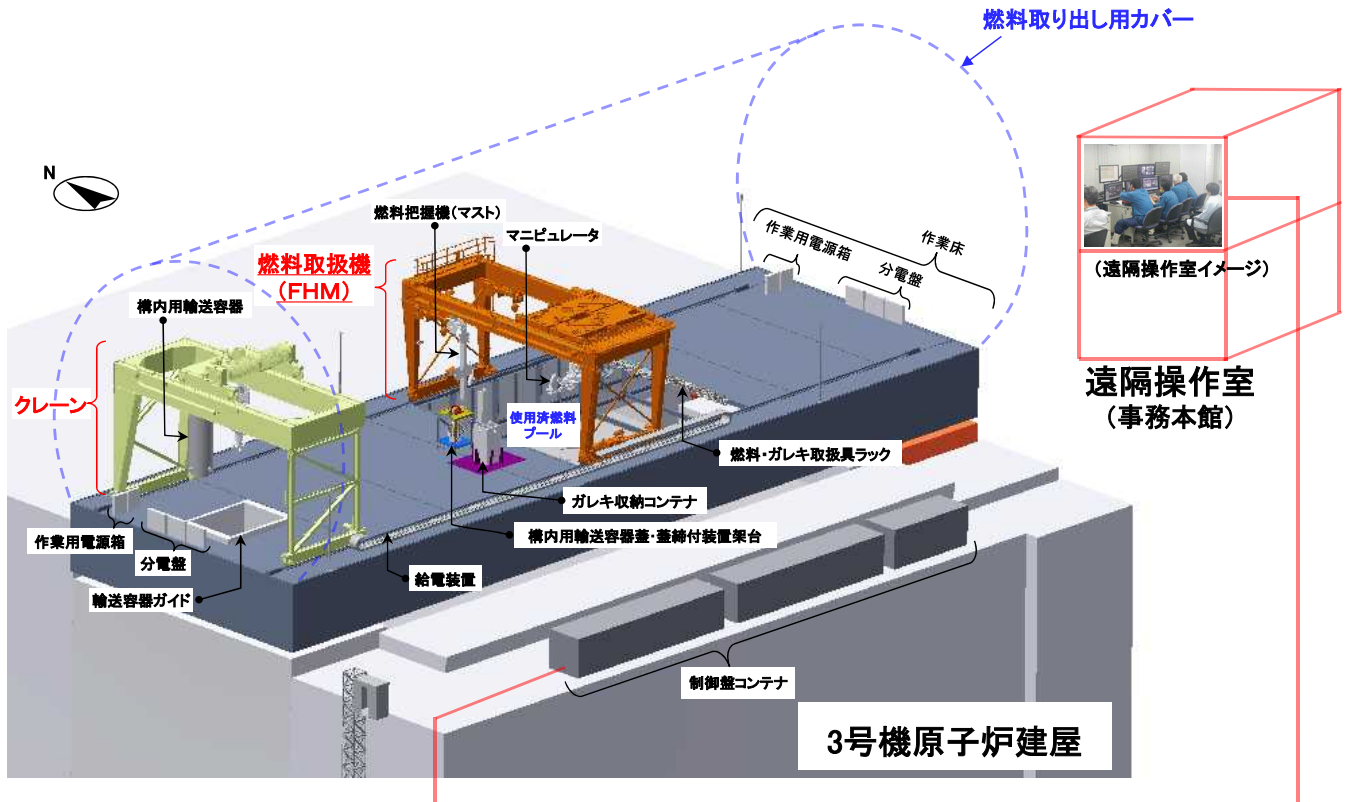 燃料取り出し用カバー
N
燃料把握機(マスト)
マニピュレータ
作業用電源箱
分電盤
作業床
燃料取扱機
(FHM)
構内用輸送容器
クレーン
(遠隔操作室イメージ)
遠隔操作室
(事務本館)
使用済燃料
プール
燃料・ガレキ取扱具ラック
ガレキ収納コンテナ
構内用輸送容器蓋・蓋締付装置架台
作業用電源箱
分電盤
給電装置
輸送容器ガイド
制御盤コンテナ
3号機原子炉建屋